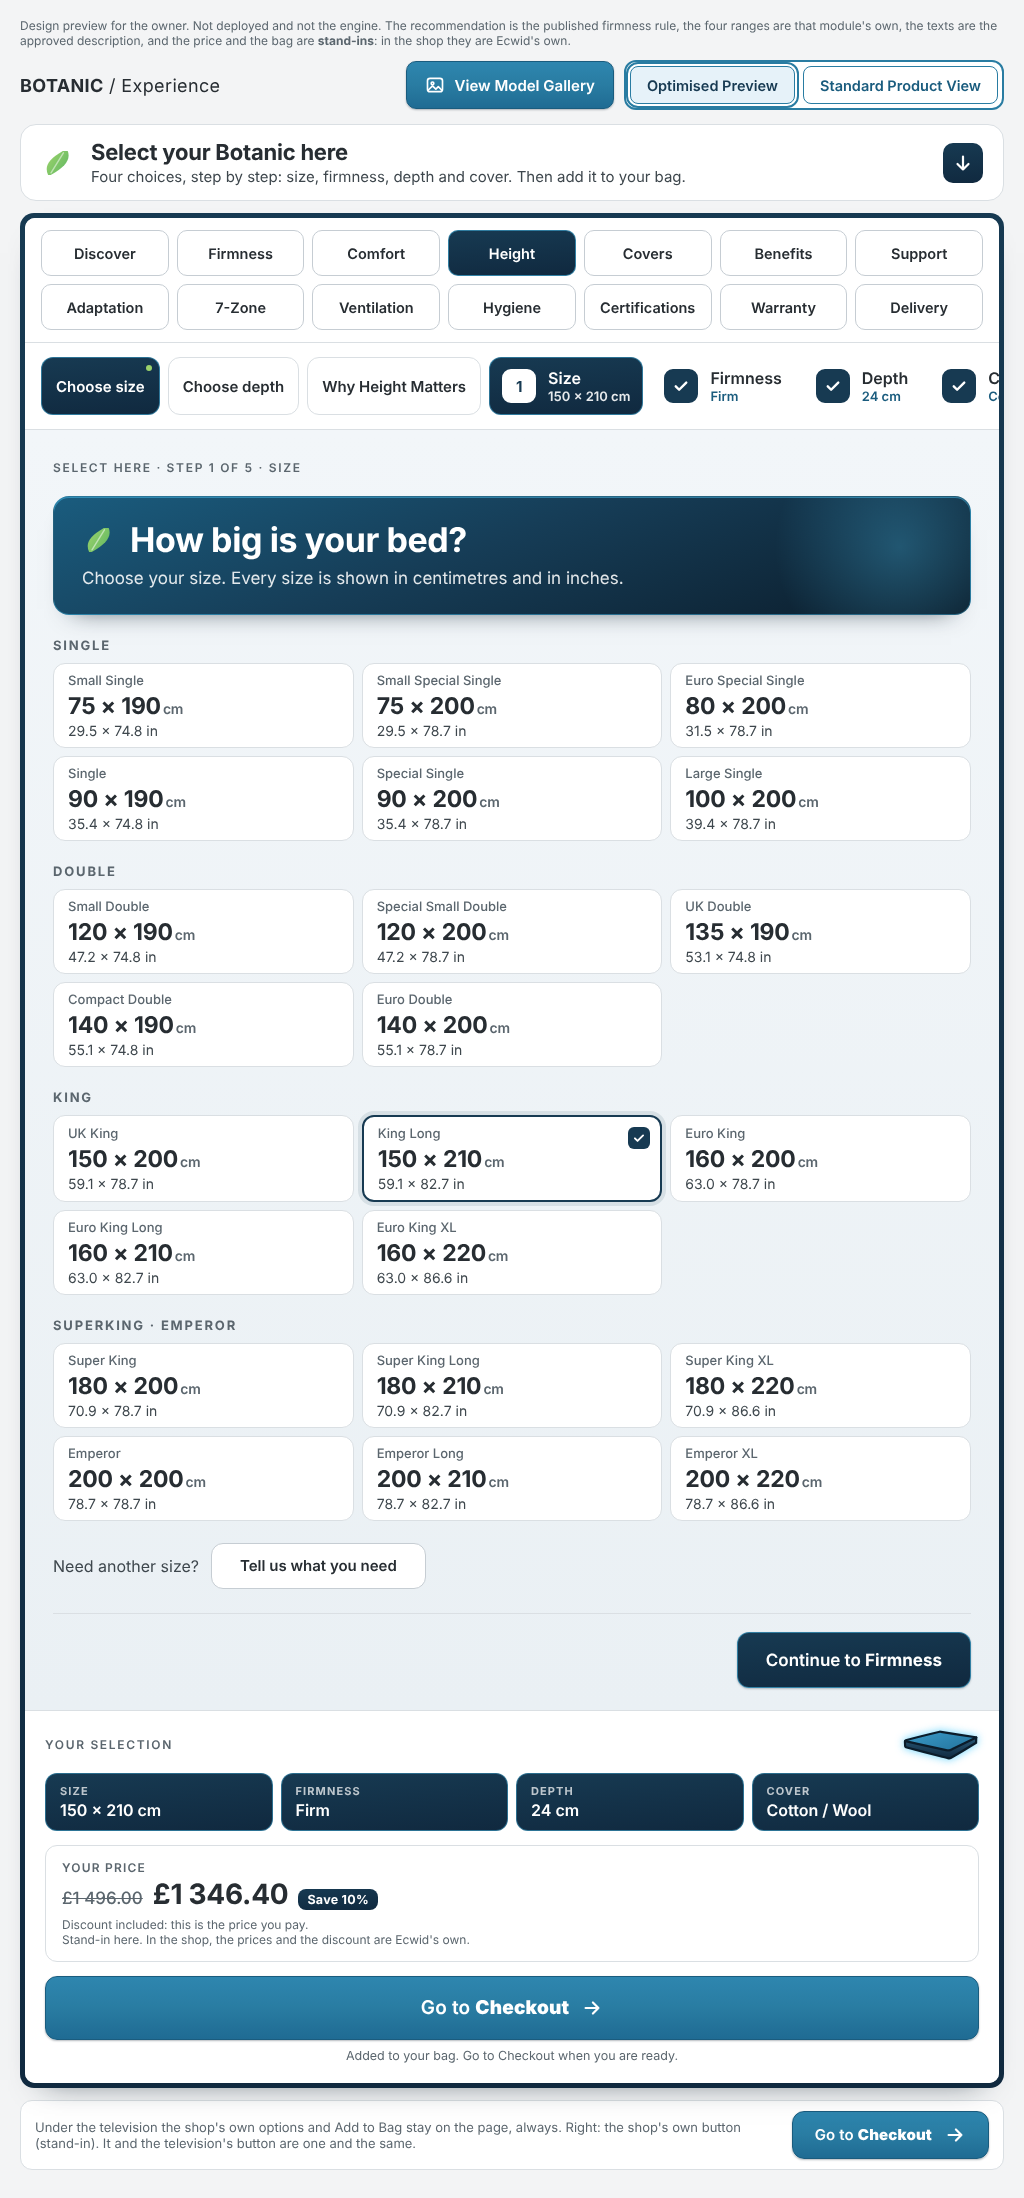 Design preview for the owner. Not deployed and not the engine. The recommendation is the published firmness rule, the four ranges are that module's own, the texts are the
approved description, and the price and the bag are stand-ins: in the shop they are Ecwid's own.
BOTANIC / Experience
View Model Gallery
Optimised Preview
Standard Product View
Select your Botanic here
Four choices, step by step: size, firmness, depth and cover. Then add it to your bag.
Discover
Firmness
Comfort
Height
Covers
Benefits
Support
Adaptation
7-Zone
Ventilation
Hygiene
Certifications
Warranty
Delivery
Choose size
Choose depth
Why Height Matters
1
Size
150 × 210 cm
Firmness
Firm
Depth
24 cm
SELECT HERE · STEP 1 OF 5 · SIZE
How big is your bed?
Choose your size. Every size is shown in centimetres and in inches.
SINGLE
Small Single
75 × 190 cm
29.5 × 74.8 in
Small Special Single
75 × 200 cm
29.5 × 78.7 in
Euro Special Single
80 × 200 cm
31.5 × 78.7 in
Single
90 × 190 cm
35.4 × 74.8 in
Special Single
90 × 200 cm
35.4 × 78.7 in
Large Single
100 × 200 cm
39.4 × 78.7 in
DOUBLE
Small Double
120 × 190 cm
47.2 × 74.8 in
Special Small Double
120 × 200 cm
47.2 × 78.7 in
UK Double
135 × 190 cm
53.1 × 74.8 in
Compact Double
140 × 190 cm
55.1 × 74.8 in
Euro Double
140 × 200 cm
55.1 × 78.7 in
KING
UK King
150 × 200 cm
59.1 × 78.7 in
King Long
150 × 210 cm
59.1 × 82.7 in
Euro King
160 × 200 cm
63.0 × 78.7 in
Euro King Long
160 × 210 cm
63.0 × 82.7 in
Euro King XL
160 × 220 cm
63.0 × 86.6 in
SUPERKING · EMPEROR
Super King
180 × 200 cm
70.9 × 78.7 in
Super King Long
180 × 210 cm
70.9 × 82.7 in
Super King XL
180 × 220 cm
70.9 × 86.6 in
Emperor
200 × 200 cm
78.7 × 78.7 in
Emperor Long
200 × 210 cm
78.7 × 82.7 in
Emperor XL
200 × 220 cm
78.7 × 86.6 in
Need another size?
Tell us what you need
Continue to Firmness
YOUR SELECTION
SIZE
150 × 210 cm
FIRMNESS
Firm
DEPTH
24 cm
COVER
Cotton / Wool
YOUR PRICE
£1 496.00 £1 346.40 Save 10%
Discount included: this is the price you pay.
Stand-in here. In the shop, the prices and the discount are Ecwid's own.
Go to Checkout →
Added to your bag. Go to Checkout when you are ready.
Under the television the shop's own options and Add to Bag stay on the page, always. Right: the shop's own button
(stand-in). It and the television's button are one and the same.
Go to Checkout →